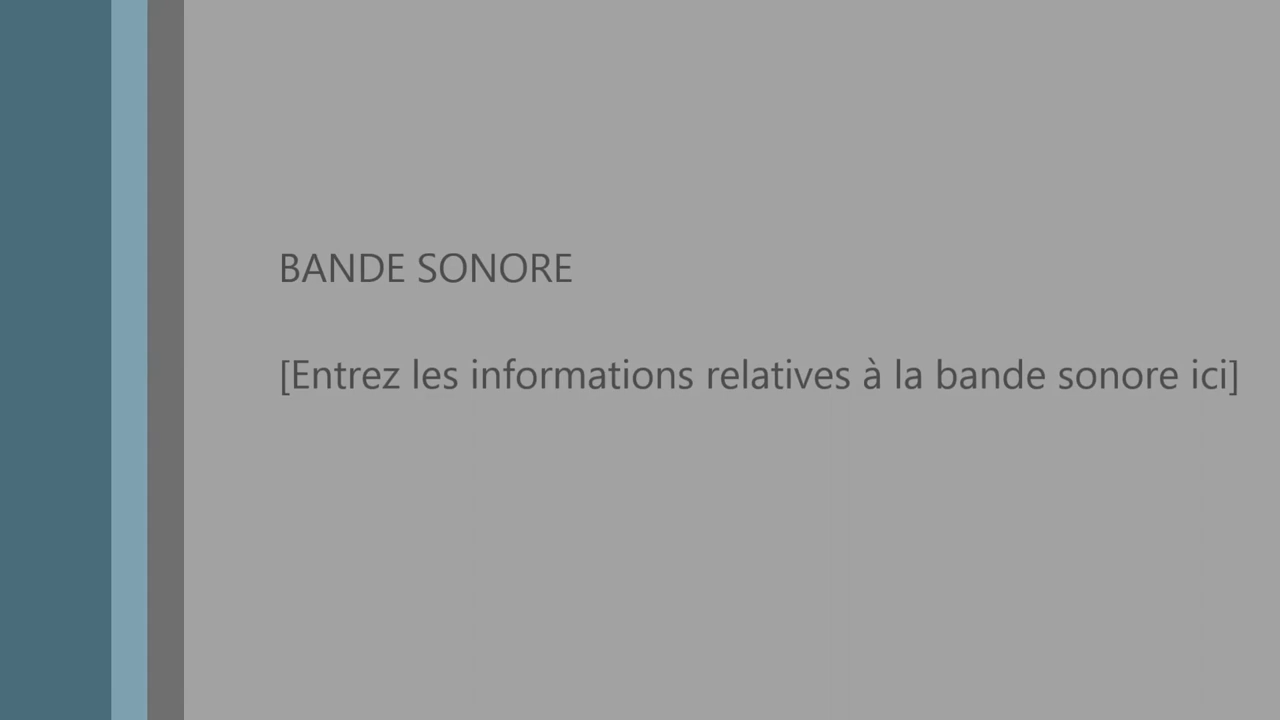 BANDE SONORE
[Entrez les informations relatives à la bande sonore ici]